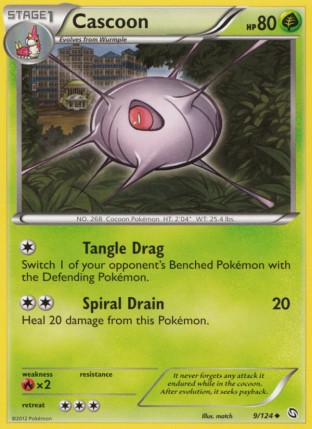 STAGE1
Cascoon
HP80
Evolves from Wurmple
NO. 268 Cocoon Pokémon HT: 2'04" WT: 25.4 lbs.
Tangle Drag
Switch 1 of your opponent's Benched Pokémon with
the Defending Pokémon.
Spiral Drain 20
Heal 20 damage from this Pokémon.
weakness resistance
×2
retreat
It never forgets any attack it
endured while in the cocoon.
After evolution, it seeks payback.
©2012 Pokémon
Illus. match 9/124